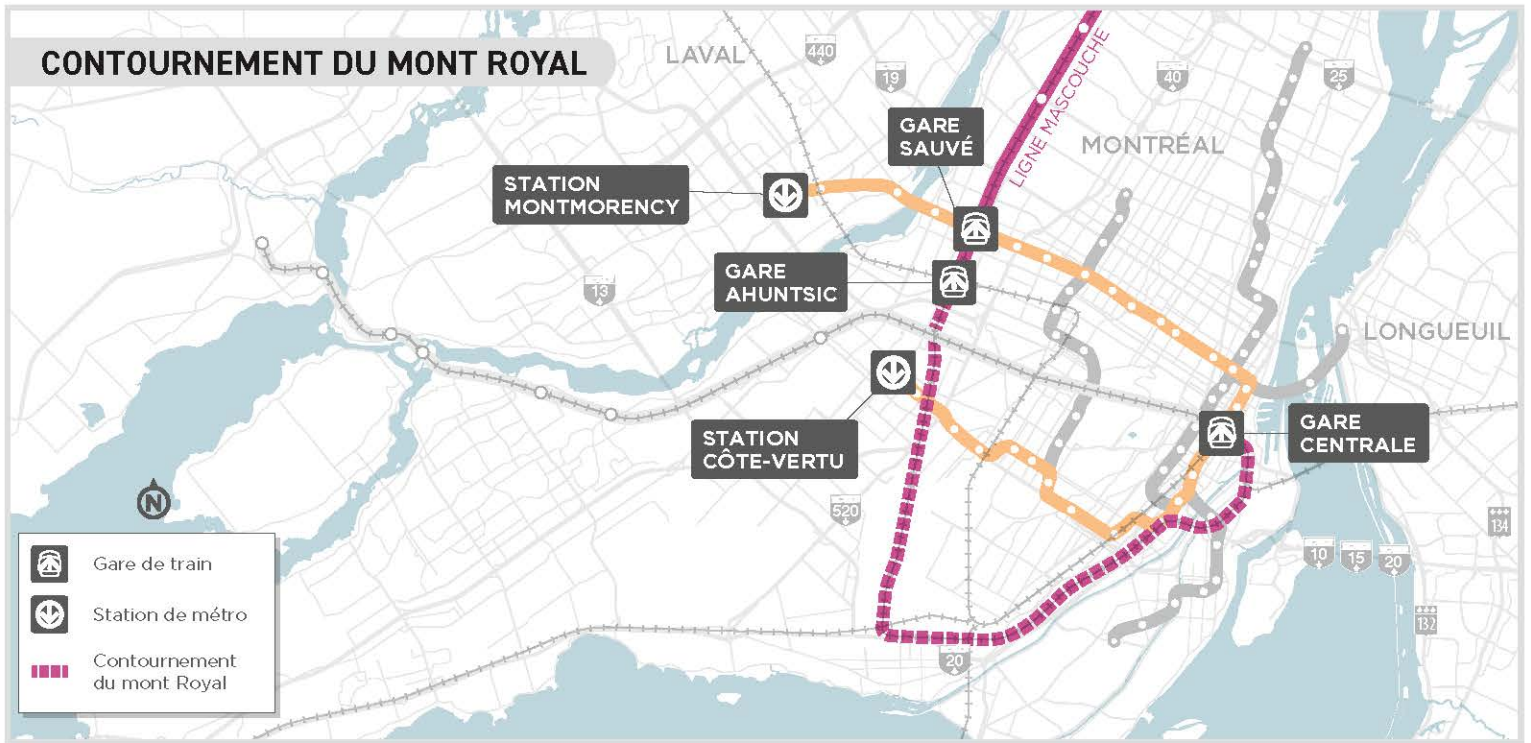 CONTOURNEMENT DU MONT ROYAL
LAVAL
440
19
40
25
LIGNE MASCOUCHE
GARE
SAUVÉ
MONTRÉAL
STATION
MONTMORENCY
GARE
AHUNTSIC
13
LONGUEUIL
STATION
CÔTE-VERTU
GARE
CENTRALE
520
134
10
15
20
132
20
N
Gare de train
Station de métro
Contournement
du mont Royal